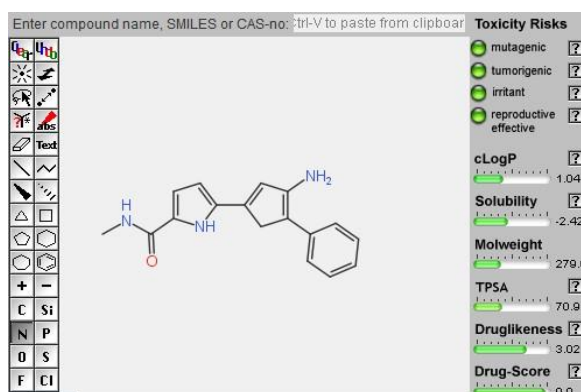 Enter compound name, SMILES or CAS-no: Ctrl-V to paste from clipboar
Toxicity Risks
mutagenic ?
tumorigenic ?
irritant ?
reproductive ?
effective
cLogP ?
1.04
Solubility ?
-2.42
Molweight
279.
TPSA ?
70.9
Druglikeness ?
3.02
Drug-Score ?
Text
abs
+ −
C Si
N P
O S
F Cl
NH2
H
N
NH
O